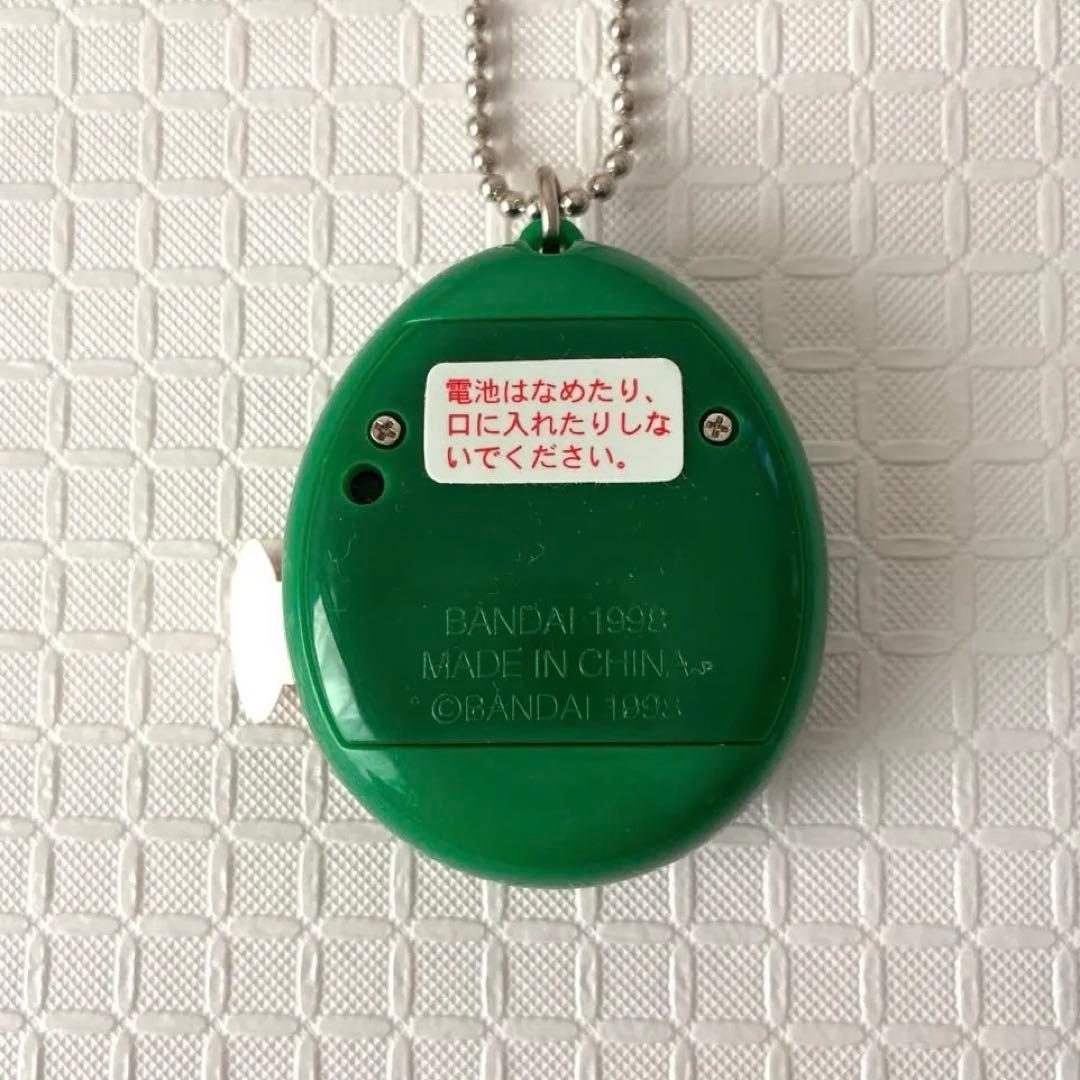 電池はなめたり、
口に入れたりしな
いでください。
BANDAI 1998
MADE IN CHINA
©BANDAI 1998